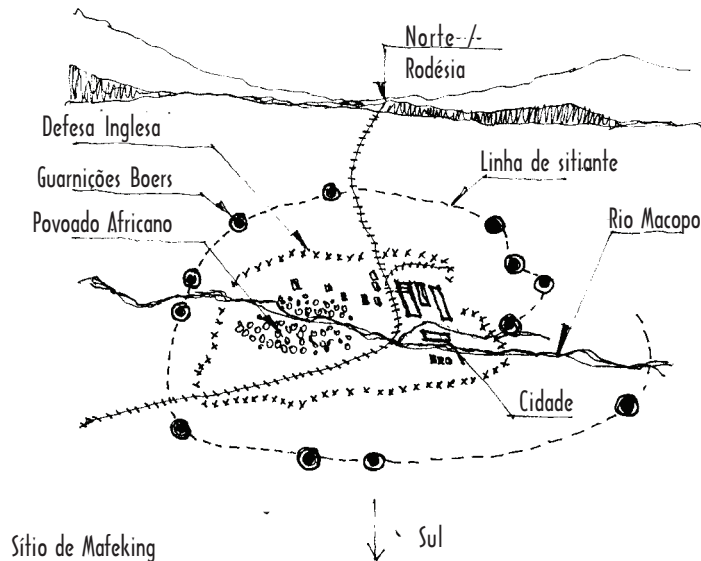 Norte-/-
Rodésia
Defesa Inglesa
Guarnições Boers
Linha de sitiante
Povoado Africano
Rio Macopo
Cidade
Sul
Sítio de Mafeking